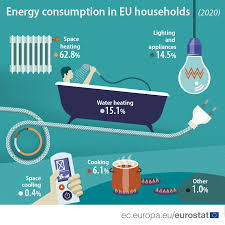 Energy consumption in EU households (2020)
Space
heating
62.8%
Lighting
and
appliances
14.5%
Water heating
15.1%
Cooking
6.1%
Space
cooling
0.4%
Other
1.0%
ec.europa.eu/eurostat